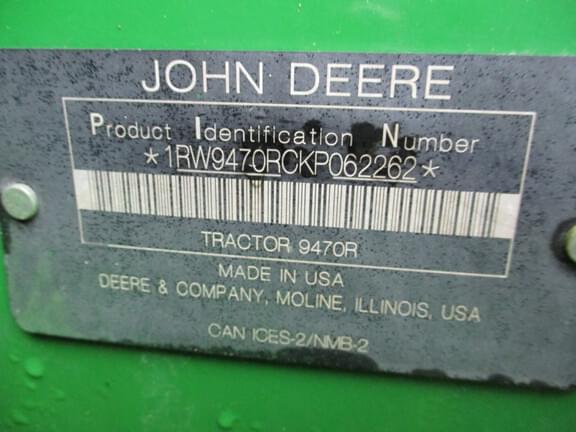 JOHN DEERE
Product Identification Number
*1RW9470RCKP062262*
TRACTOR 9470R
MADE IN USA
DEERE & COMPANY, MOLINE, ILLINOIS, USA
CAN ICES-2/NMB-2